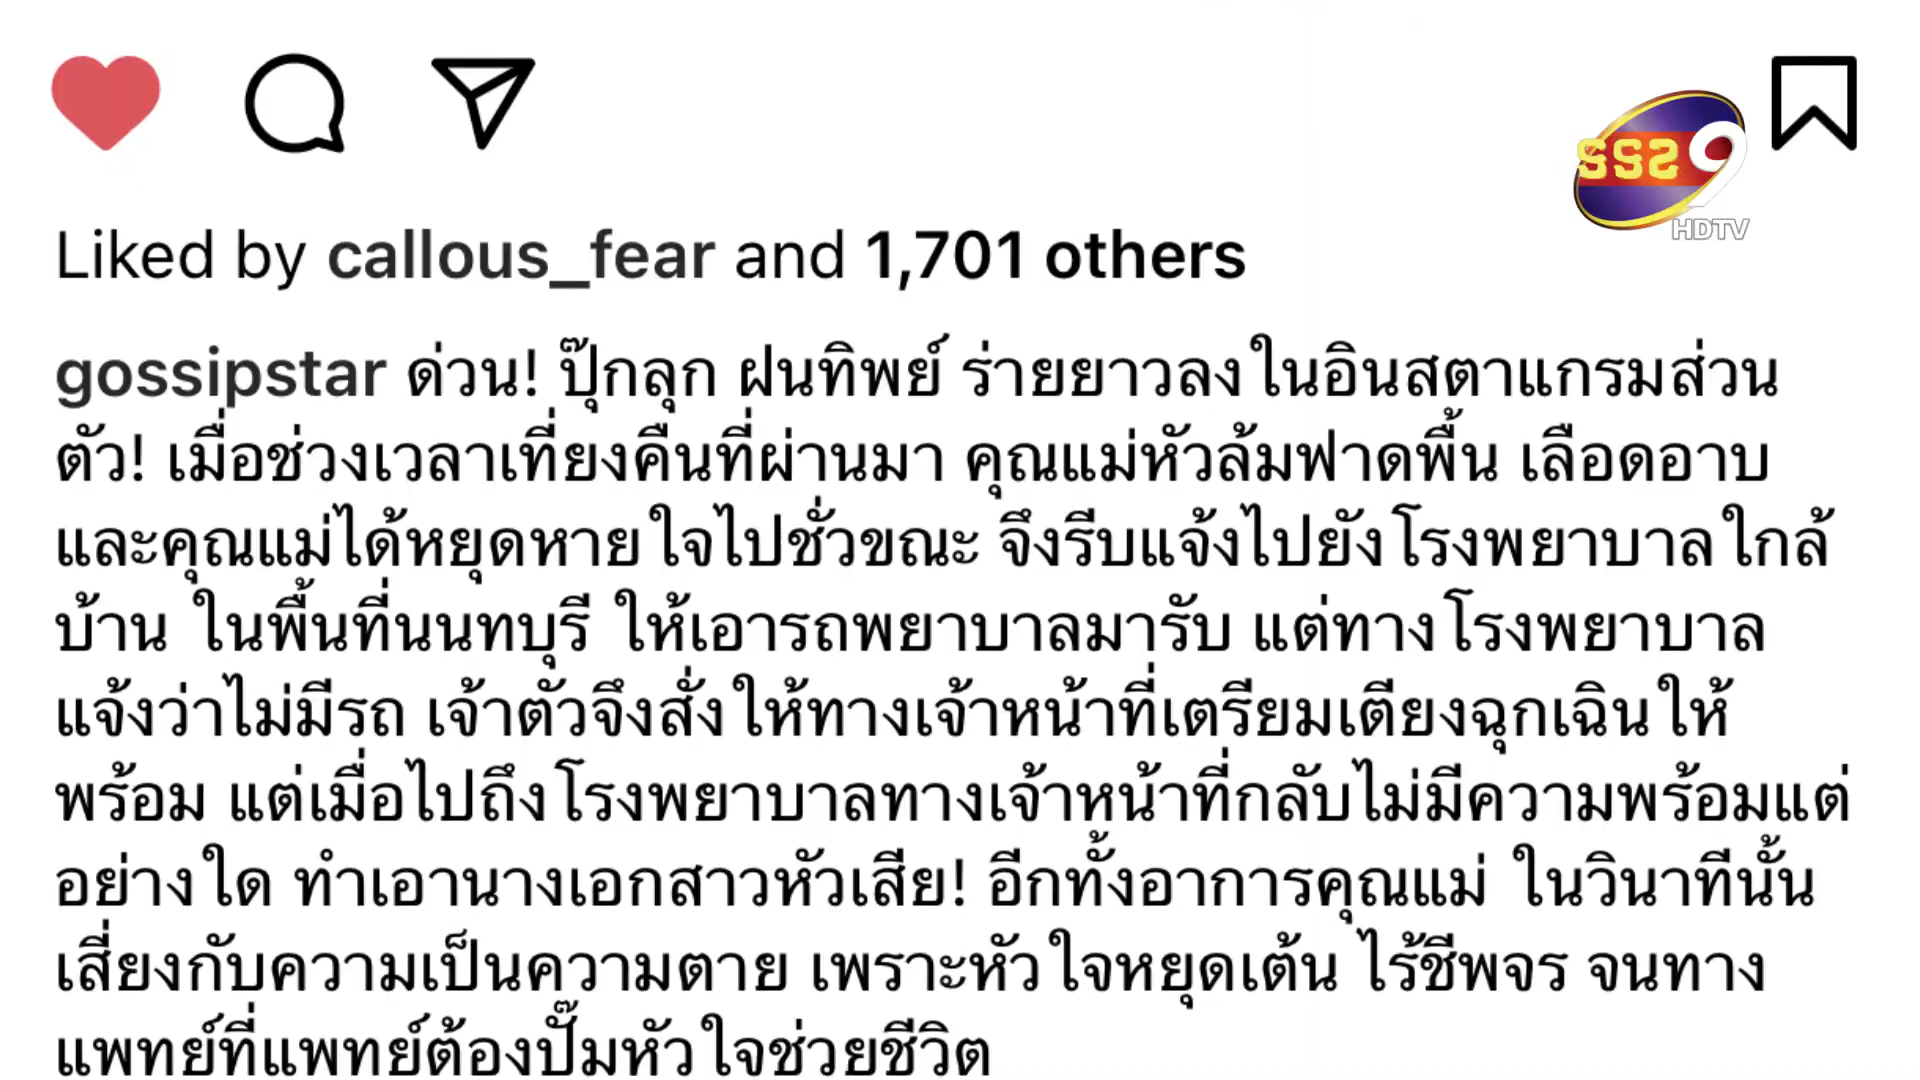 SS29
HDTV
Liked by callous_fear and 1,701 others
gossipstar ด่วน! ปุ๊กลุก ฝนทิพย์ ร่ายยาวลงในอินสตาแกรมส่วน
ตัว! เมื่อช่วงเวลาเที่ยงคืนที่ผ่านมา คุณแม่หัวล้มฟาดพื้น เลือดอาบ
และคุณแม่ได้หยุดหายใจไปชั่วขณะ จึงรีบแจ้งไปยังโรงพยาบาลใกล้
บ้าน ในพื้นที่นนทบุรี ให้เอารถพยาบาลมารับ แต่ทางโรงพยาบาล
แจ้งว่าไม่มีรถ เจ้าตัวจึงสั่งให้ทางเจ้าหน้าที่เตรียมเตียงฉุกเฉินให้
พร้อม แต่เมื่อไปถึงโรงพยาบาลทางเจ้าหน้าที่กลับไม่มีความพร้อมแต่
อย่างใด ทำเอานางเอกสาวหัวเสีย! อีกทั้งอาการคุณแม่ ในวินาทีนั้น
เสี่ยงกับความเป็นความตาย เพราะหัวใจหยุดเต้น ไร้ชีพจร จนทาง
แพทย์ที่แพทย์ต้องปั๊มหัวใจช่วยชีวิต